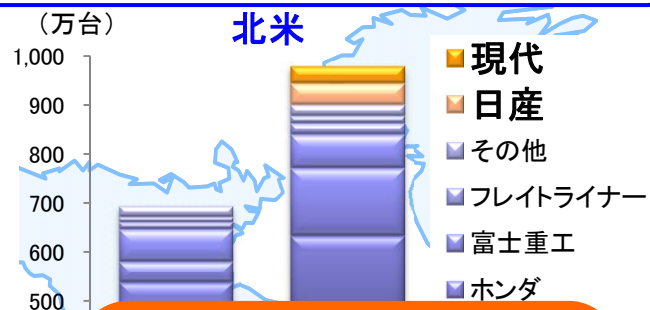 （万台）
北米
1,000
900
800
700
600
500
現代
日産
その他
フレイトライナー
富士重工
ホンダ